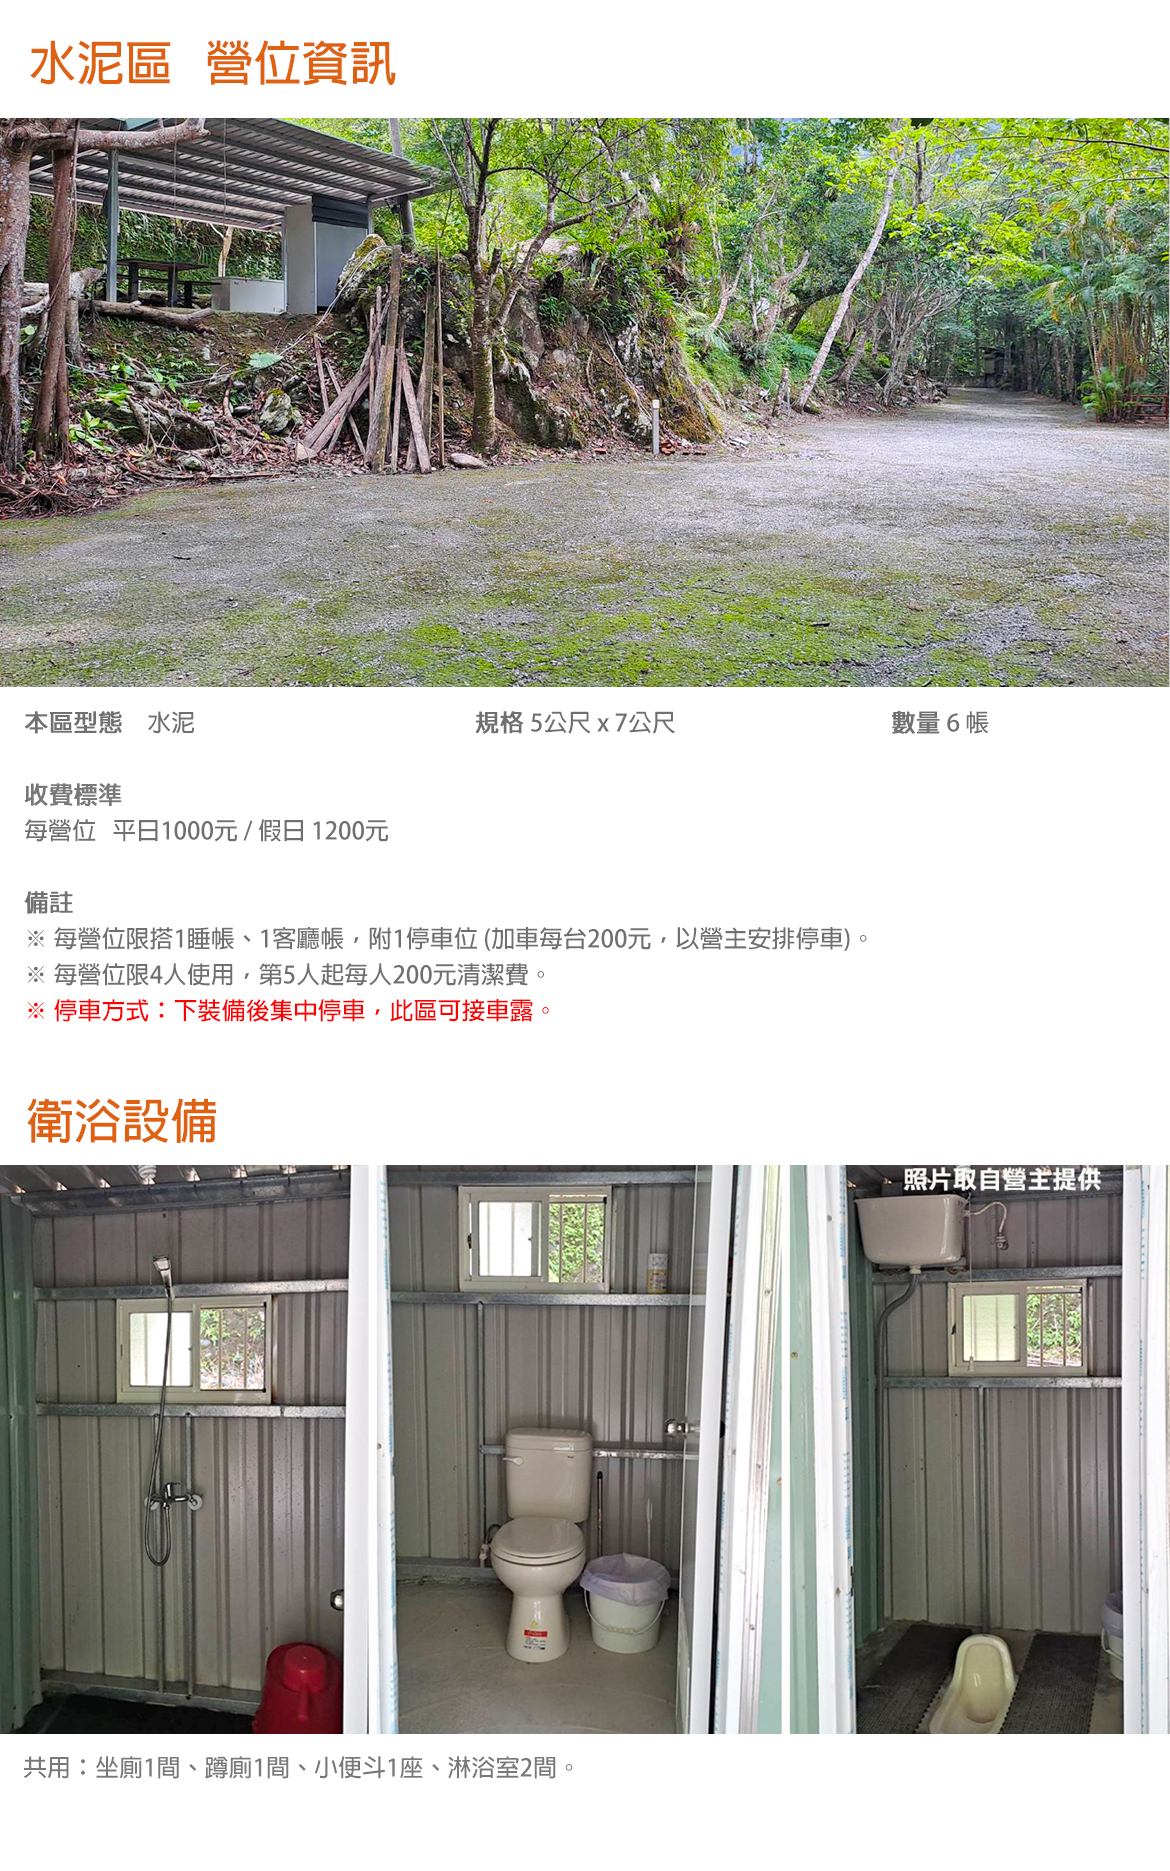 水泥區 營位資訊
本區型態 水泥 規格 5公尺 x 7公尺 數量 6 帳
收費標準
每營位 平日1000元 / 假日 1200元
備註
※ 每營位限搭1睡帳、1客廳帳，附1停車位 (加車每台200元，以營主安排停車)。
※ 每營位限4人使用，第5人起每人200元清潔費。
※ 停車方式：下裝備後集中停車，此區可接車露。
衛浴設備
照片取自營主提供
共用：坐廁1間、蹲廁1間、小便斗1座、淋浴室2間。